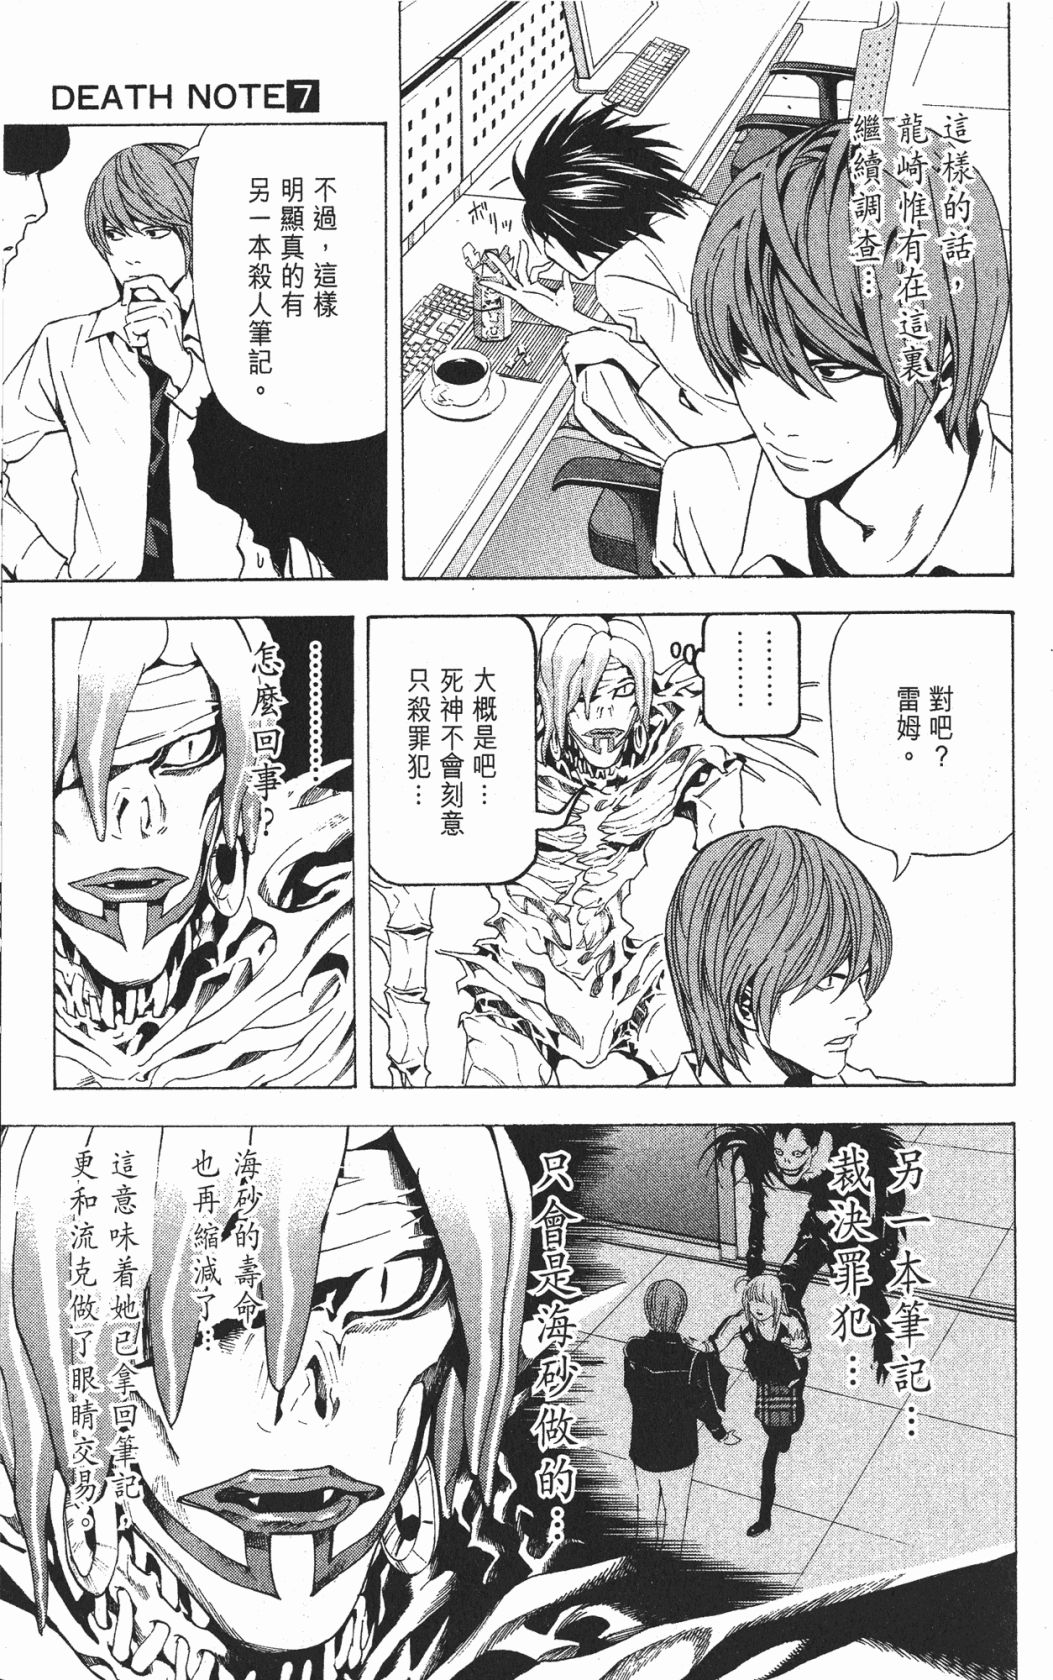 DEATH NOTE 7
這樣的話，
龍崎惟有在這裏
繼續調查…
ポリッ
不過，這樣
明顯真的有
另一本殺人筆記。
對吧？
雷姆。
………
………
大概是吧…
死神不會刻意
只殺罪犯…
…………
怎麼回事？
另一本筆記…
裁決罪犯…
只會是海砂做的…
海砂的壽命
也再縮減了…
這意味着她已拿回筆記，
更和流克做了眼睛交易。